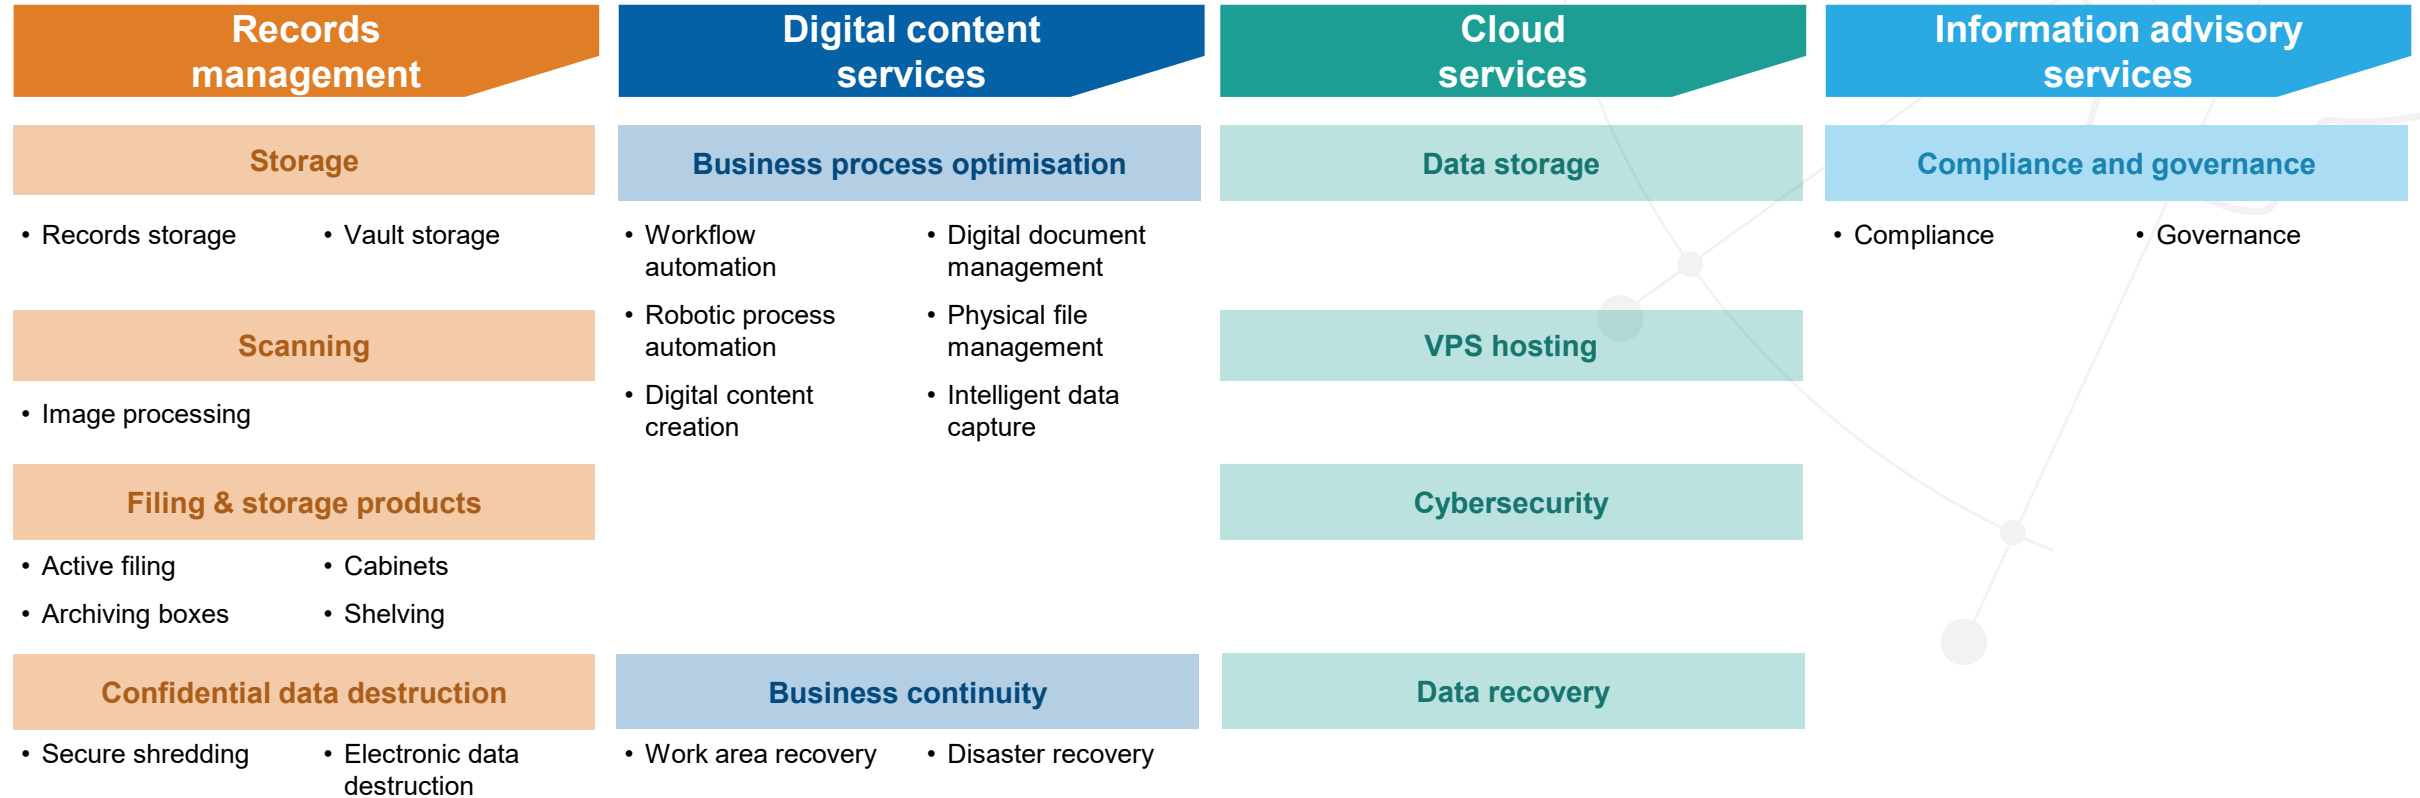 Records
management
Storage
• Records storage
• Vault storage
Scanning
• Image processing
Filing & storage products
• Active filing
• Cabinets
• Archiving boxes
• Shelving
Confidential data destruction
• Secure shredding
• Electronic data
destruction
Digital content
services
Business process optimisation
• Workflow
automation
• Digital document
management
• Robotic process
automation
• Physical file
management
• Digital content
creation
• Intelligent data
capture
Business continuity
• Work area recovery
• Disaster recovery
Cloud
services
Data storage
VPS hosting
Cybersecurity
Data recovery
Information advisory
services
Compliance and governance
• Compliance
• Governance